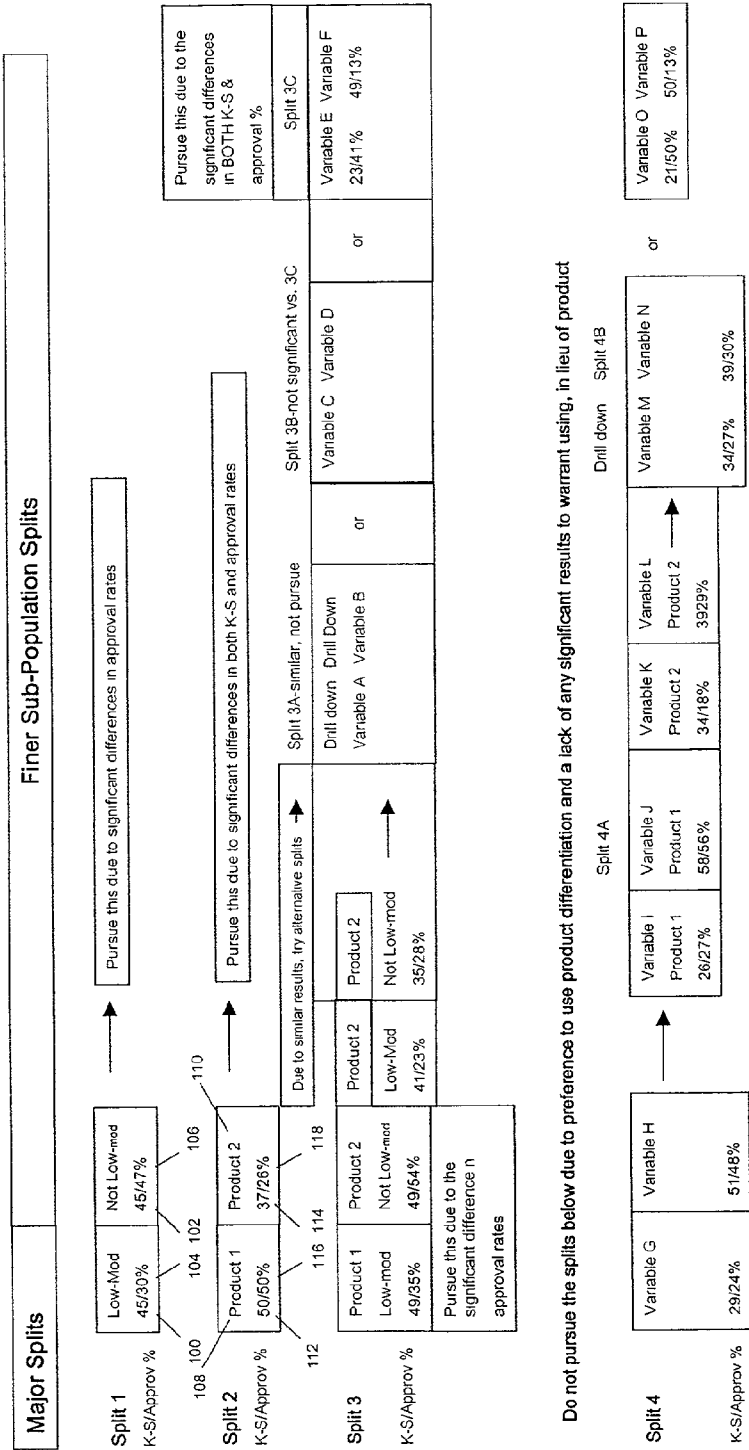 Major Splits
Finer Sub-Population Splits
Split 1
K-S/Approv %
Low-Mod
45/30%
Not Low-mod
45/47%
Pursue this due to significant differences in approval rates
100
104
102
106
108
110
Split 2
K-S/Approv %
Product 1
50/50%
Product 2
37/26%
Pursue this due to significant differences in both K-S and approval rates
112
116
114
118
Pursue this due to the
significant differences
in BOTH K-S &
approval %
Due to similar results, try alternative splits
Split 3A-similar, not pursue
Split 3B-not significant vs. 3C
Split 3C
Split 3
K-S/Approv %
Product 1
Low-mod
49/35%
Product 2
Not Low-mod
49/54%
Product 2
Low-Mod
41/23%
Product 2
Not Low-mod
35/28%
Drill down Drill Down
Variable A Variable B
or
Variable C Variable D
or
Variable E Variable F
23/41% 49/13%
Pursue this due to the
significant difference n
approval rates
Do not pursue the splits below due to preference to use product differentiation and a lack of any significant results to warrant using, in lieu of product
Split 4A
Drill down Split 4B
Split 4
K-S/Approv %
Variable G
29/24%
Variable H
51/48%
Variable I
Product 1
26/27%
Variable J
Product 1
58/56%
Variable K
Product 2
34/18%
Variable L
Product 2
3929%
Variable M Variable N
34/27% 39/30%
or
Variable O Variable P
21/50% 50/13%